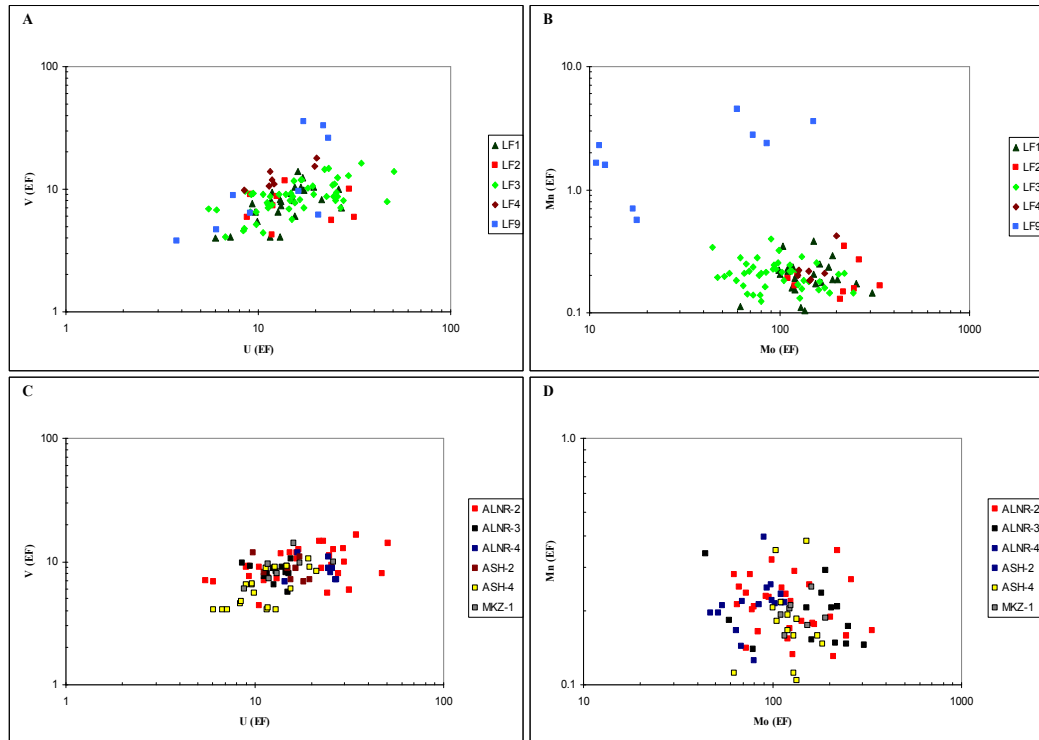 A
100
10
1
V (EF)
1
10
100
U (EF)
LF1
LF2
LF3
LF4
LF9
B
10.0
1.0
0.1
Mn (EF)
10
100
1000
Mo (EF)
LF1
LF2
LF3
LF4
LF9
C
100
10
1
V (EF)
1
10
100
U (EF)
ALNR-2
ALNR-3
ALNR-4
ASH-2
ASH-4
MKZ-1
D
1.0
0.1
Mn (EF)
10
100
1000
Mo (EF)
ALNR-2
ALNR-3
ALNR-4
ASH-2
ASH-4
MKZ-1